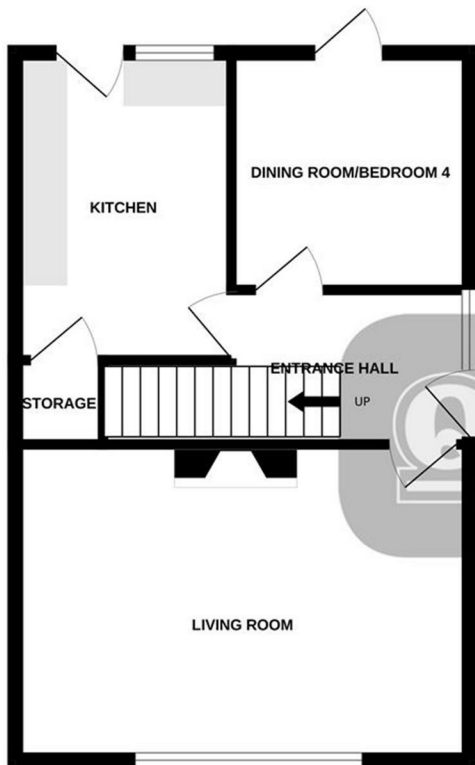 DINING ROOM/BEDROOM 4
KITCHEN
ENTRANCE HALL
STORAGE
UP
LIVING ROOM